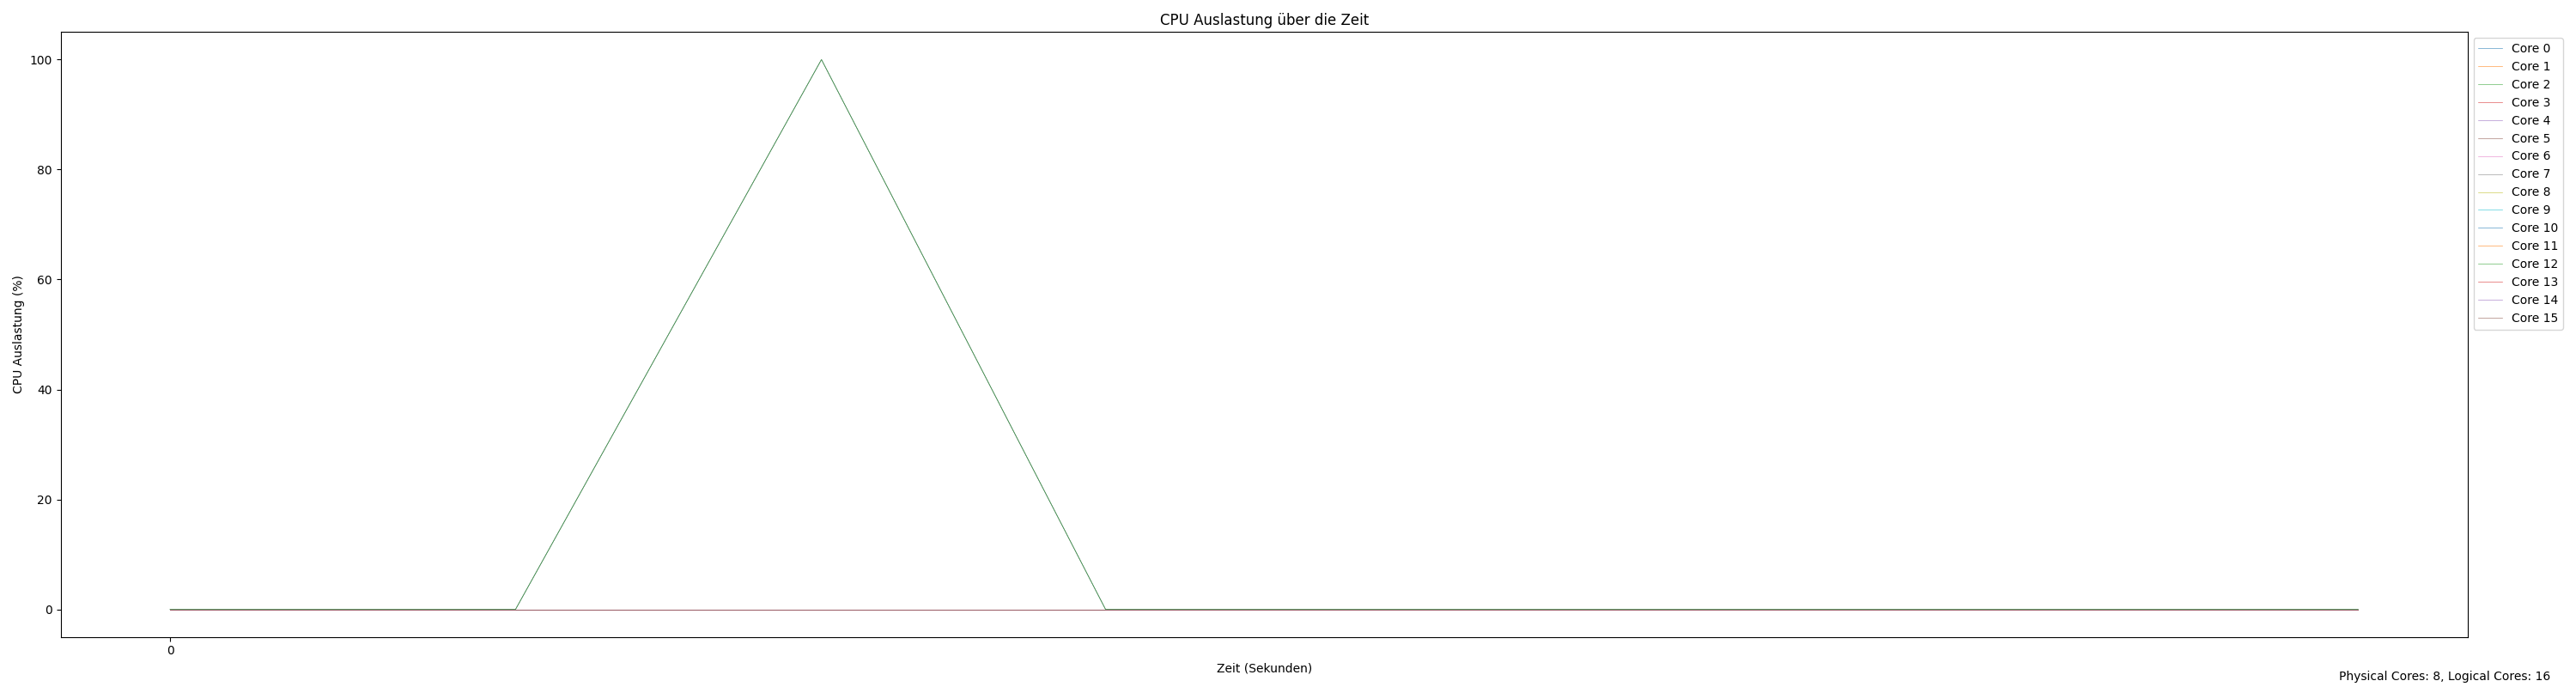 CPU Auslastung über die Zeit
100
80
60
40
20
0
CPU Auslastung (%)
0
Zeit (Sekunden)
Core 0
Core 1
Core 2
Core 3
Core 4
Core 5
Core 6
Core 7
Core 8
Core 9
Core 10
Core 11
Core 12
Core 13
Core 14
Core 15
Physical Cores: 8, Logical Cores: 16